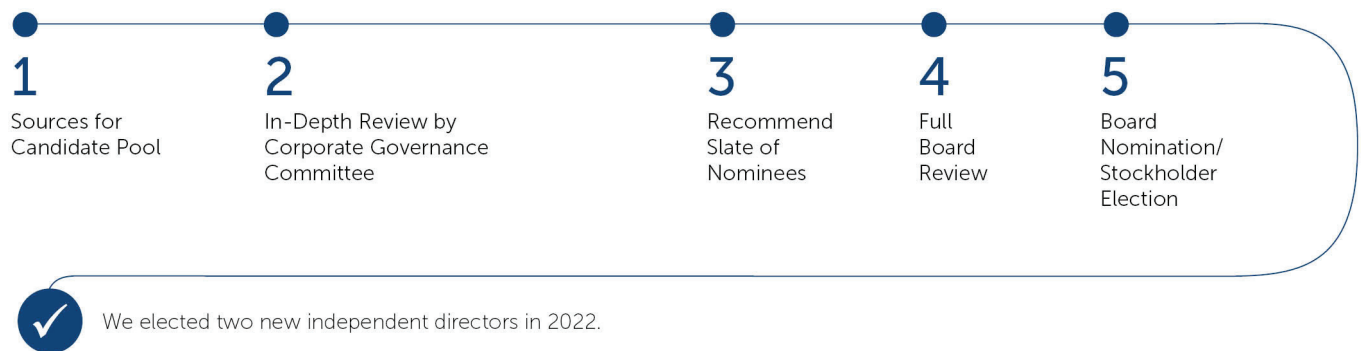 1
Sources for
Candidate Pool
2
In-Depth Review by
Corporate Governance
Committee
3
Recommend
Slate of
Nominees
4
Full
Board
Review
5
Board
Nomination/
Stockholder
Election
We elected two new independent directors in 2022.